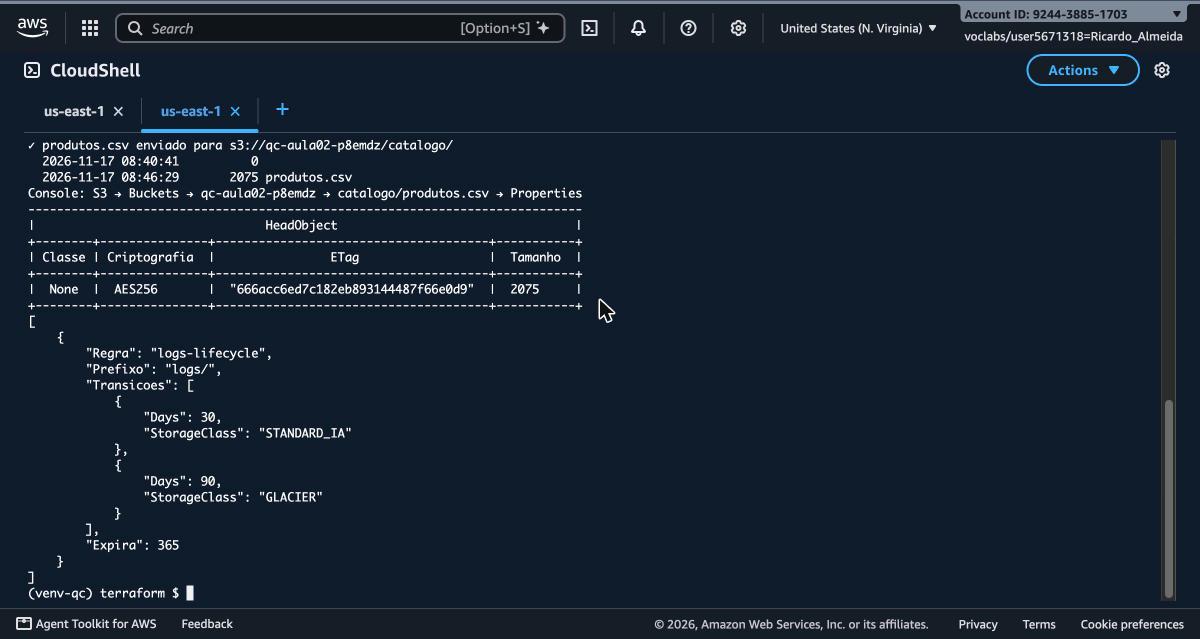 aws
Search [Option+S]
United States (N. Virginia)
Account ID: 9244-3885-1703
voclabs/user5671318=Ricardo_Almeida
CloudShell
Actions
us-east-1
us-east-1
✓ produtos.csv enviado para s3://qc-aula02-p8emdz/catalogo/
2026-11-17 08:40:41          0
2026-11-17 08:46:29       2075 produtos.csv
Console: S3 → Buckets → qc-aula02-p8emdz → catalogo/produtos.csv → Properties
-----------------------------------------------------------------------------
|                                HeadObject                                 |
+--------+---------------+--------------------------------------+-----------+
| Classe | Criptografia  |                ETag                  |  Tamanho  |
+--------+---------------+--------------------------------------+-----------+
|  None  |  AES256       |  "666acc6ed7c182eb893144487f66e0d9"  |  2075     |
+--------+---------------+--------------------------------------+-----------+
[
    {
        "Regra": "logs-lifecycle",
        "Prefixo": "logs/",
        "Transicoes": [
            {
                "Days": 30,
                "StorageClass": "STANDARD_IA"
            },
            {
                "Days": 90,
                "StorageClass": "GLACIER"
            }
        ],
        "Expira": 365
    }
]
(venv-qc) terraform $
Agent Toolkit for AWS
Feedback
© 2026, Amazon Web Services, Inc. or its affiliates.
Privacy
Terms
Cookie preferences